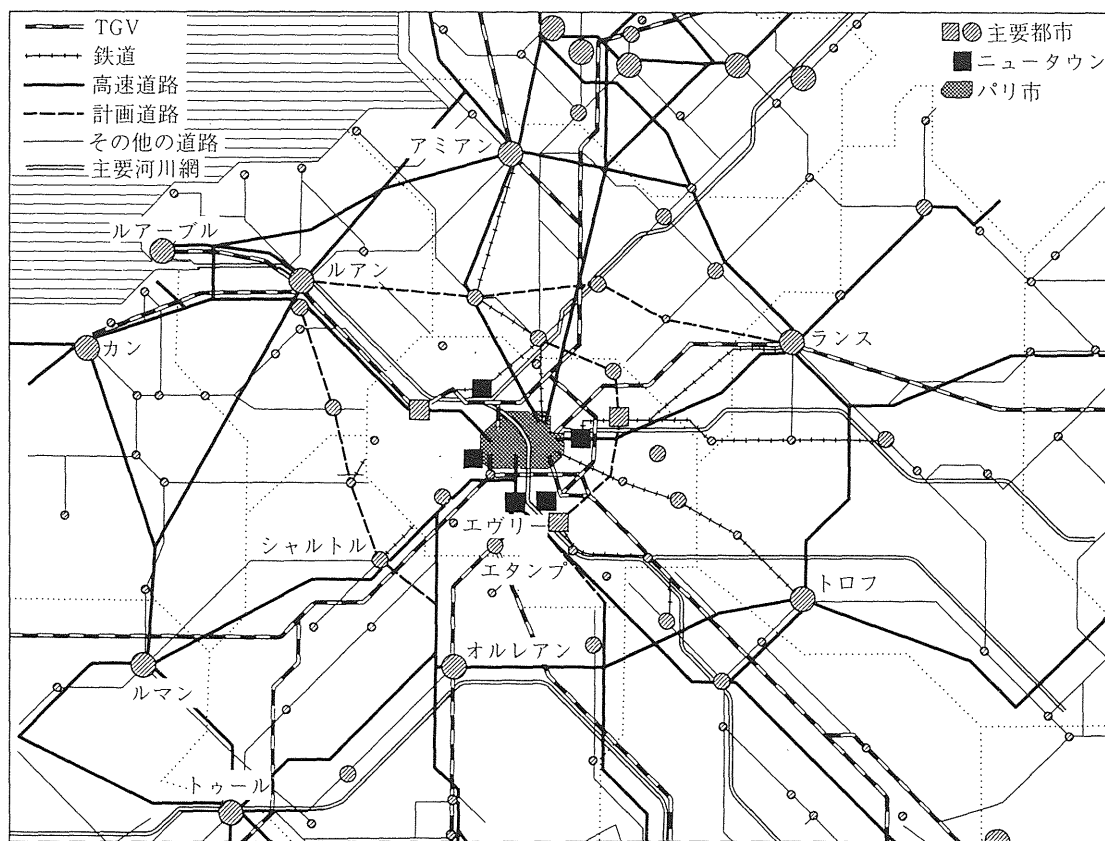 TGV
鉄道
高速道路
計画道路
その他の道路
主要河川網
主要都市
ニュータウン
パリ市
アミアン
ルアーブル
ルアン
カン
ランス
エヴリー
シャルトル
エタンプ
トロフ
オルレアン
ルマン
トゥール